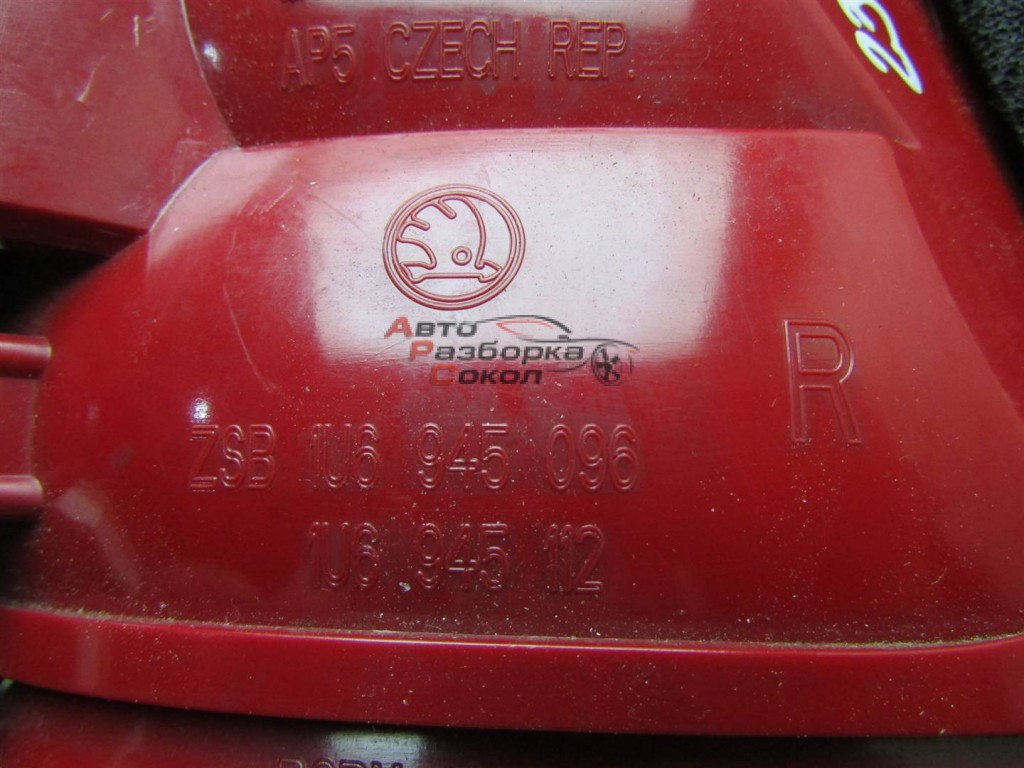 AP5 CZECH REP.
Авто
Разборка
Сокол
R
ZSB 1U6 945 096
1U6 945 112